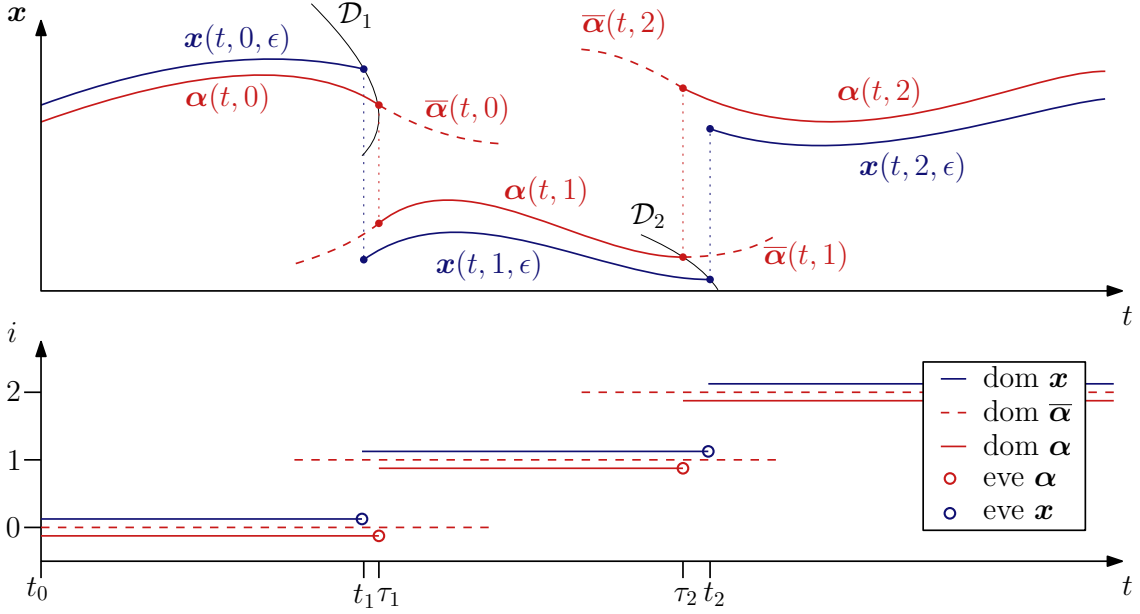 x
𝒟₁
x(t, 0, ϵ)
α(t, 0)
ᾱ(t, 0)
ᾱ(t, 2)
α(t, 2)
x(t, 2, ϵ)
α(t, 1)
𝒟₂
x(t, 1, ϵ)
ᾱ(t, 1)
t
i
2
1
0
dom x
dom ᾱ
dom α
eve α
eve x
t₀
t₁ τ₁
τ₂ t₂
t